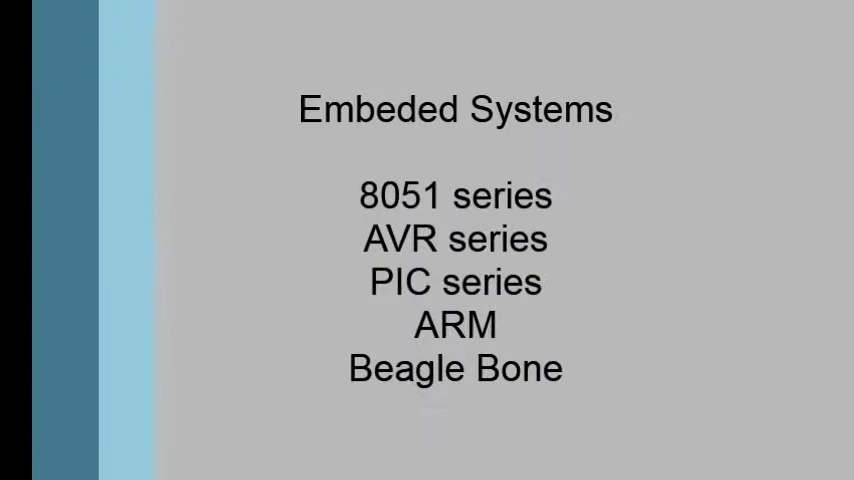 Embeded Systems
8051 series
AVR series
PIC series
ARM
Beagle Bone